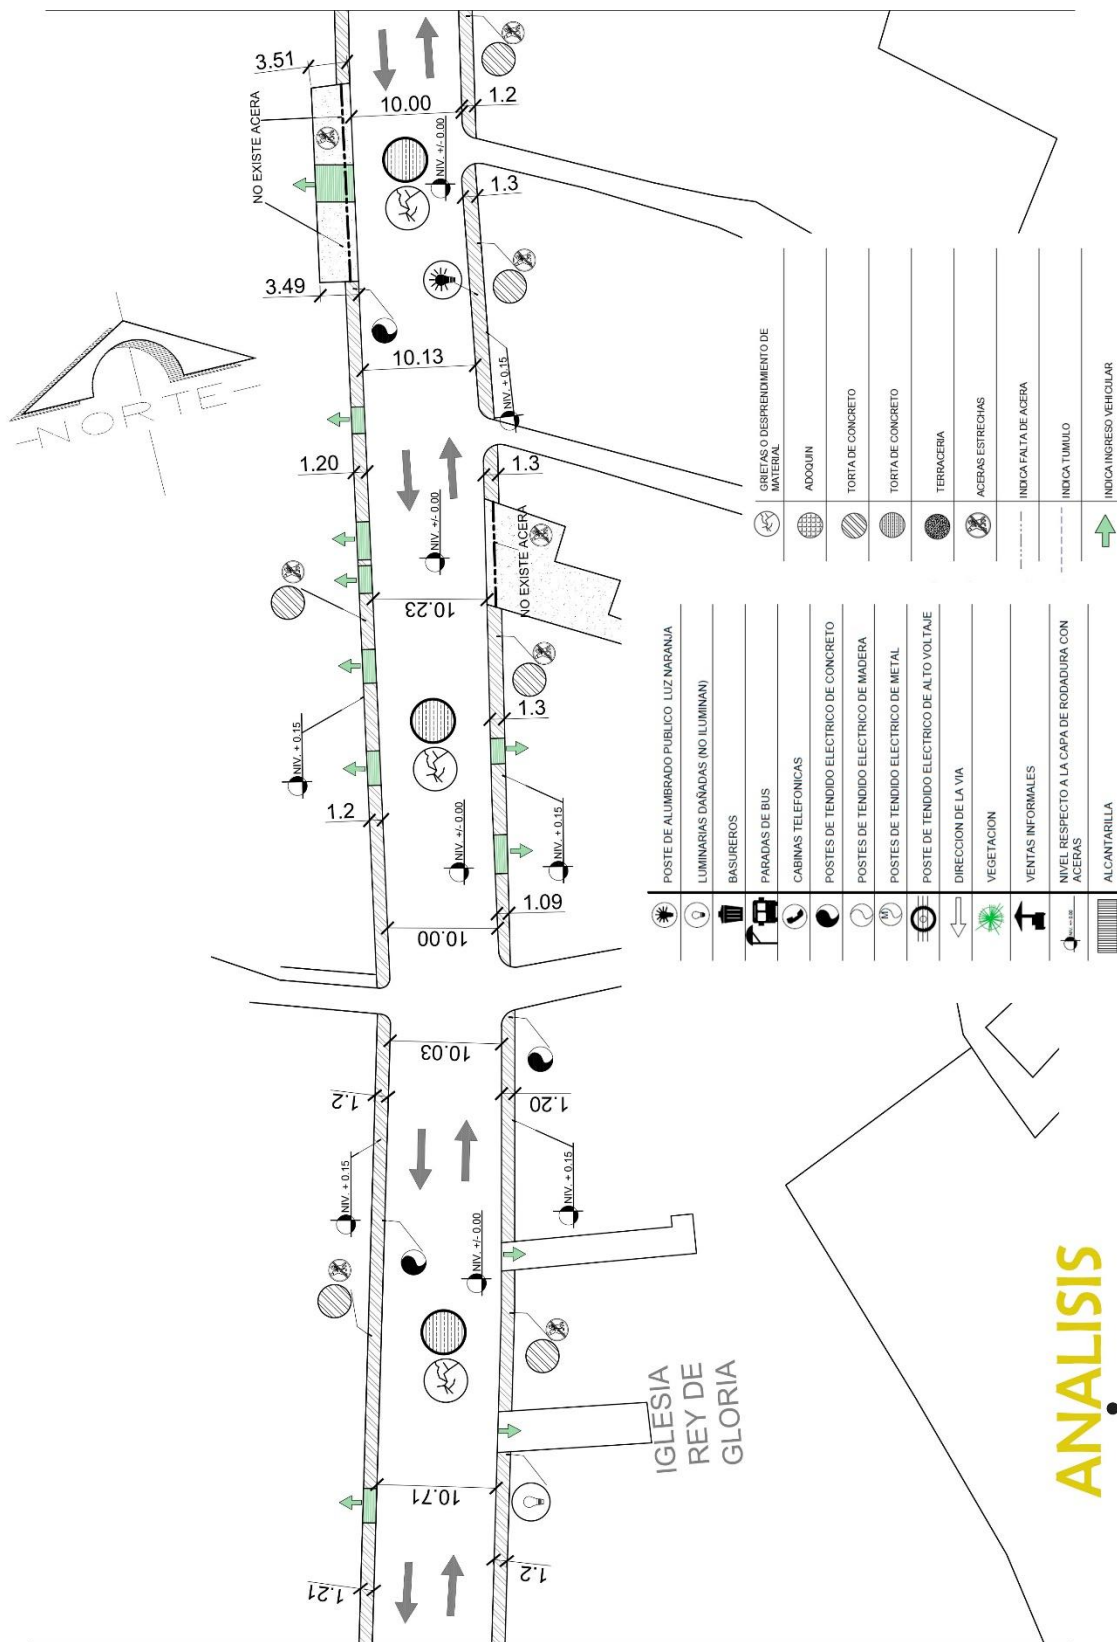 3.51
NO EXISTE ACERA
10.00
1.2
NIV. +/- 0.00
1.3
3.49
10.13
NIV. + 0.15
NORTE
1.20
1.3
NIV. +/- 0.00
NO EXISTE ACERA
10.23
1.3
NIV. + 0.15
1.2
NIV. +/- 0.00
NIV. + 0.15
1.09
10.00
10.03
1.2
1.20
NIV. + 0.15
NIV. + 0.15
NIV. +/- 0.00
IGLESIA
REY DE
GLORIA
10.71
1.21
1.2
GRIETAS O DESPRENDIMIENTO DE
MATERIAL
ADOQUIN
TORTA DE CONCRETO
TORTA DE CONCRETO
TERRACERIA
ACERAS ESTRECHAS
INDICA FALTA DE ACERA
INDICA TUMULO
INDICA INGRESO VEHICULAR
POSTE DE ALUMBRADO PUBLICO LUZ NARANJA
LUMINARIAS DAÑADAS (NO ILUMINAN)
BASUREROS
PARADAS DE BUS
CABINAS TELEFONICAS
POSTES DE TENDIDO ELECTRICO DE CONCRETO
POSTES DE TENDIDO ELECTRICO DE MADERA
M
POSTES DE TENDIDO ELECTRICO DE METAL
POSTE DE TENDIDO ELECTRICO DE ALTO VOLTAJE
DIRECCION DE LA VIA
VEGETACION
VENTAS INFORMALES
NIVEL RESPECTO A LA CAPA DE RODADURA CON
ACERAS
ALCANTARILLA
ANALISIS